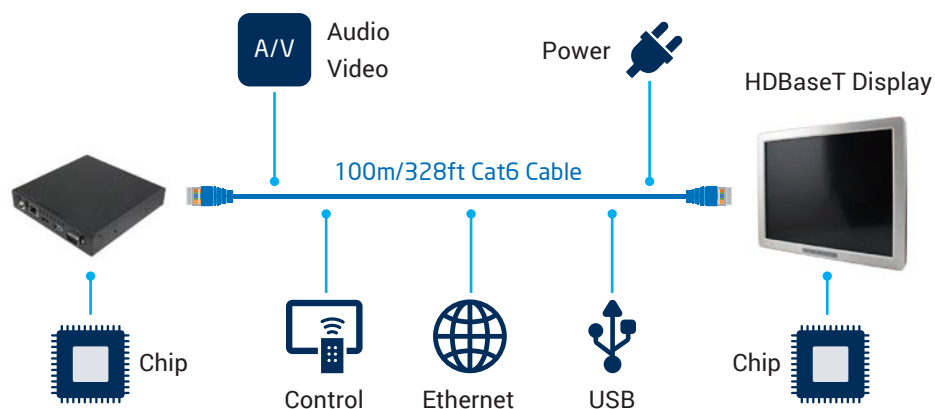 A/V
Audio
Video
Power
HDBaseT Display
100m/328ft Cat6 Cable
Chip
Control
Ethernet
USB
Chip